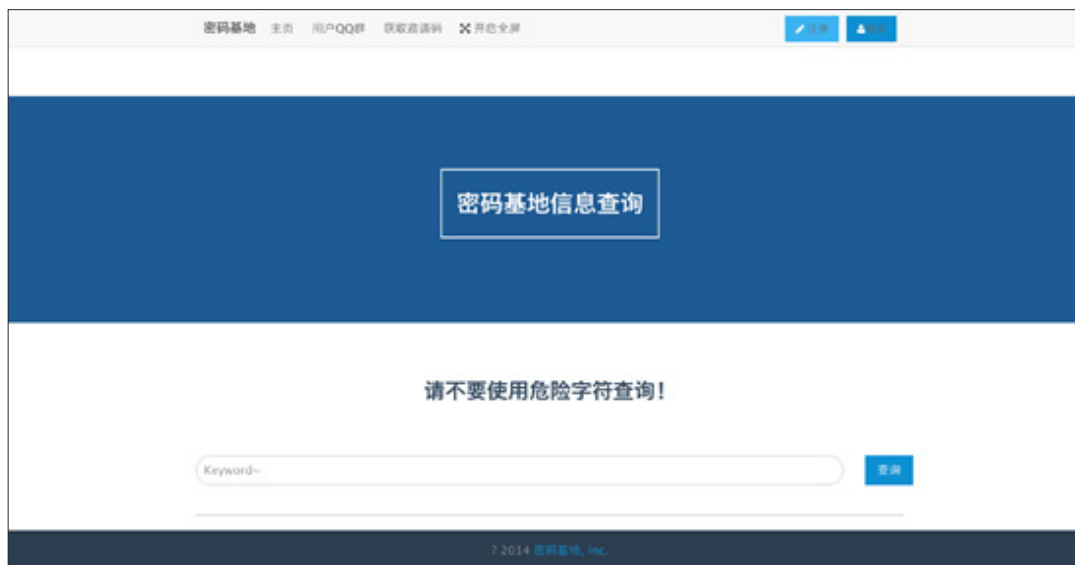 密码基地 主页 用户QQ群 获取邀请码 开启全屏 注册
密码基地信息查询
请不要使用危险字符查询!
Keyword~ 查询
? 2014 密码基地, Inc.